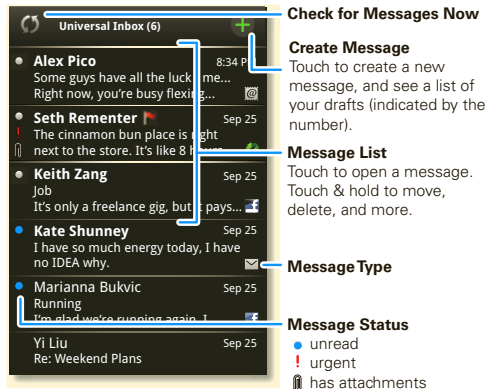 Universal Inbox (6)
Alex Pico 8:34 P
Some guys have all the luck me...
Right now, you're busy flexing...
Seth Rementer Sep 25
The cinnamon bun place is right
next to the store. It's like 8 hours
Keith Zang Sep 25
Job
It's only a freelance gig, but it pays...
Kate Shunney Sep 25
I have so much energy today, I have
no IDEA why.
Marianna Bukvic Sep 25
Running
I'm glad we're running again. I
Yi Liu Sep 25
Re: Weekend Plans
Check for Messages Now
Create Message
Touch to create a new
message, and see a list of
your drafts (indicated by the
number).
Message List
Touch to open a message.
Touch & hold to move,
delete, and more.
Message Type
Message Status
unread
! urgent
has attachments